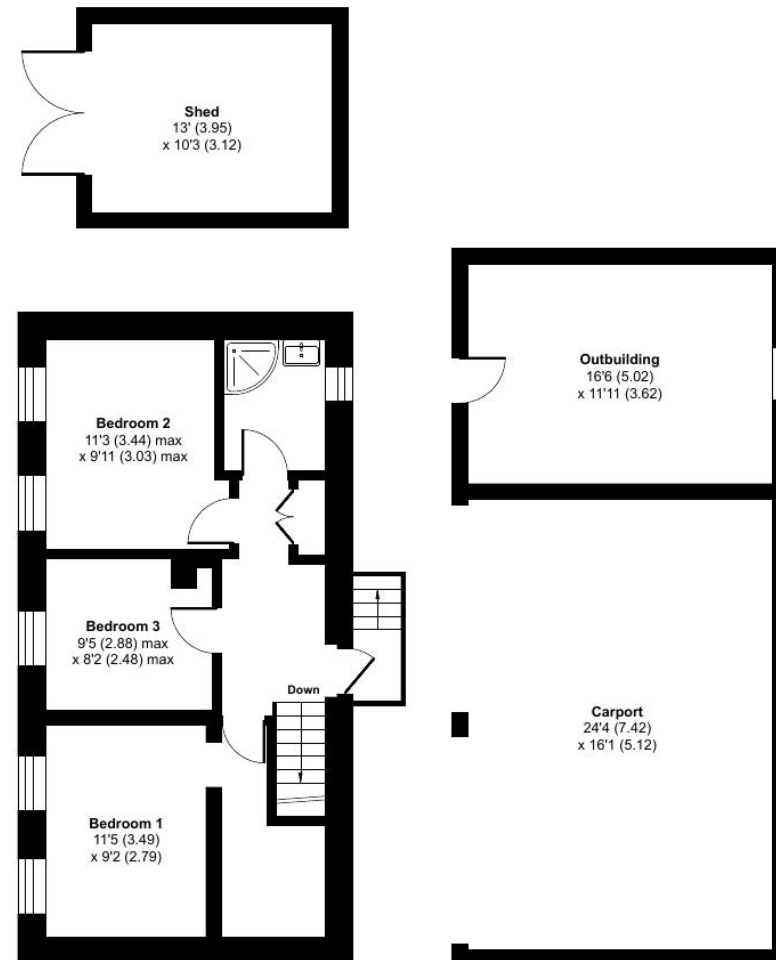 Shed
13' (3.95)
x 10'3 (3.12)
Outbuilding
16'6 (5.02)
x 11'11 (3.62)
Bedroom 2
11'3 (3.44) max
x 9'11 (3.03) max
Bedroom 3
9'5 (2.88) max
x 8'2 (2.48) max
Down
Carport
24'4 (7.42)
x 16'1 (5.12)
Bedroom 1
11'5 (3.49)
x 9'2 (2.79)